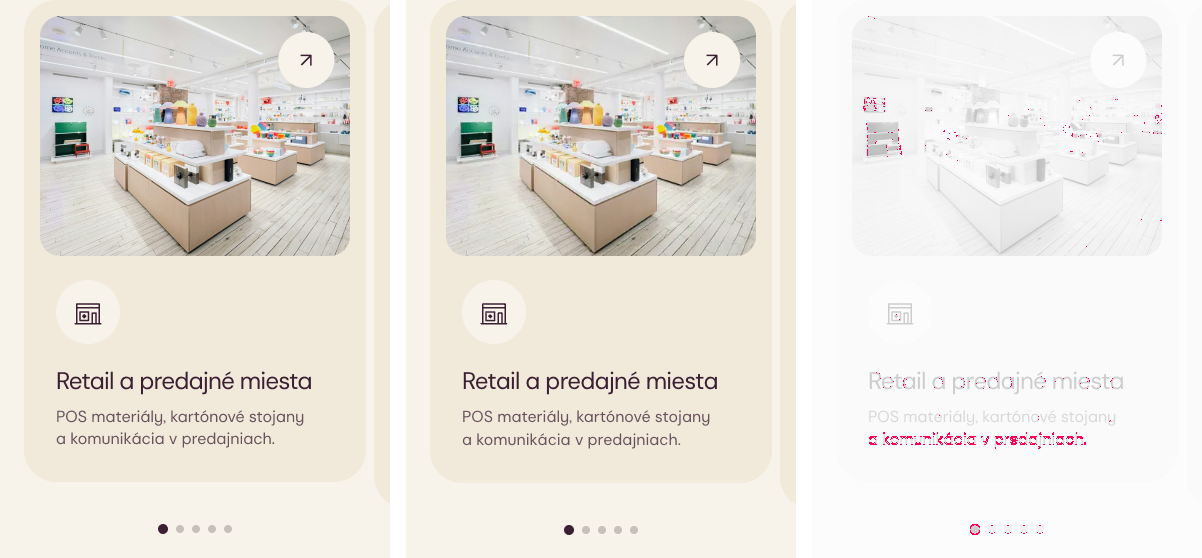 Retail a predajné miesta
POS materiály, kartónové stojany
a komunikácia v predajniach.
Retail a predajné miesta
POS materiály, kartónové stojany
a komunikácia v predajniach.
Retail a predajné miesta
POS materiály, kartónové stojany
a komunikácia v predajniach.